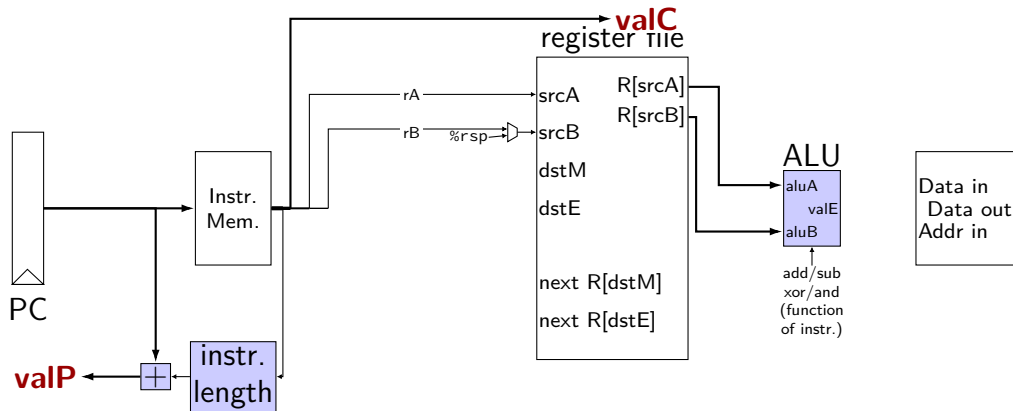 valC
register file
rA
srcA
R[srcA]
R[srcB]
rB
%rsp
srcB
dstM
dstE
next R[dstM]
next R[dstE]
Instr.
Mem.
PC
ALU
aluA
valE
aluB
add/sub
xor/and
(function
of instr.)
Data in
Data out
Addr in
valP
+
instr.
length